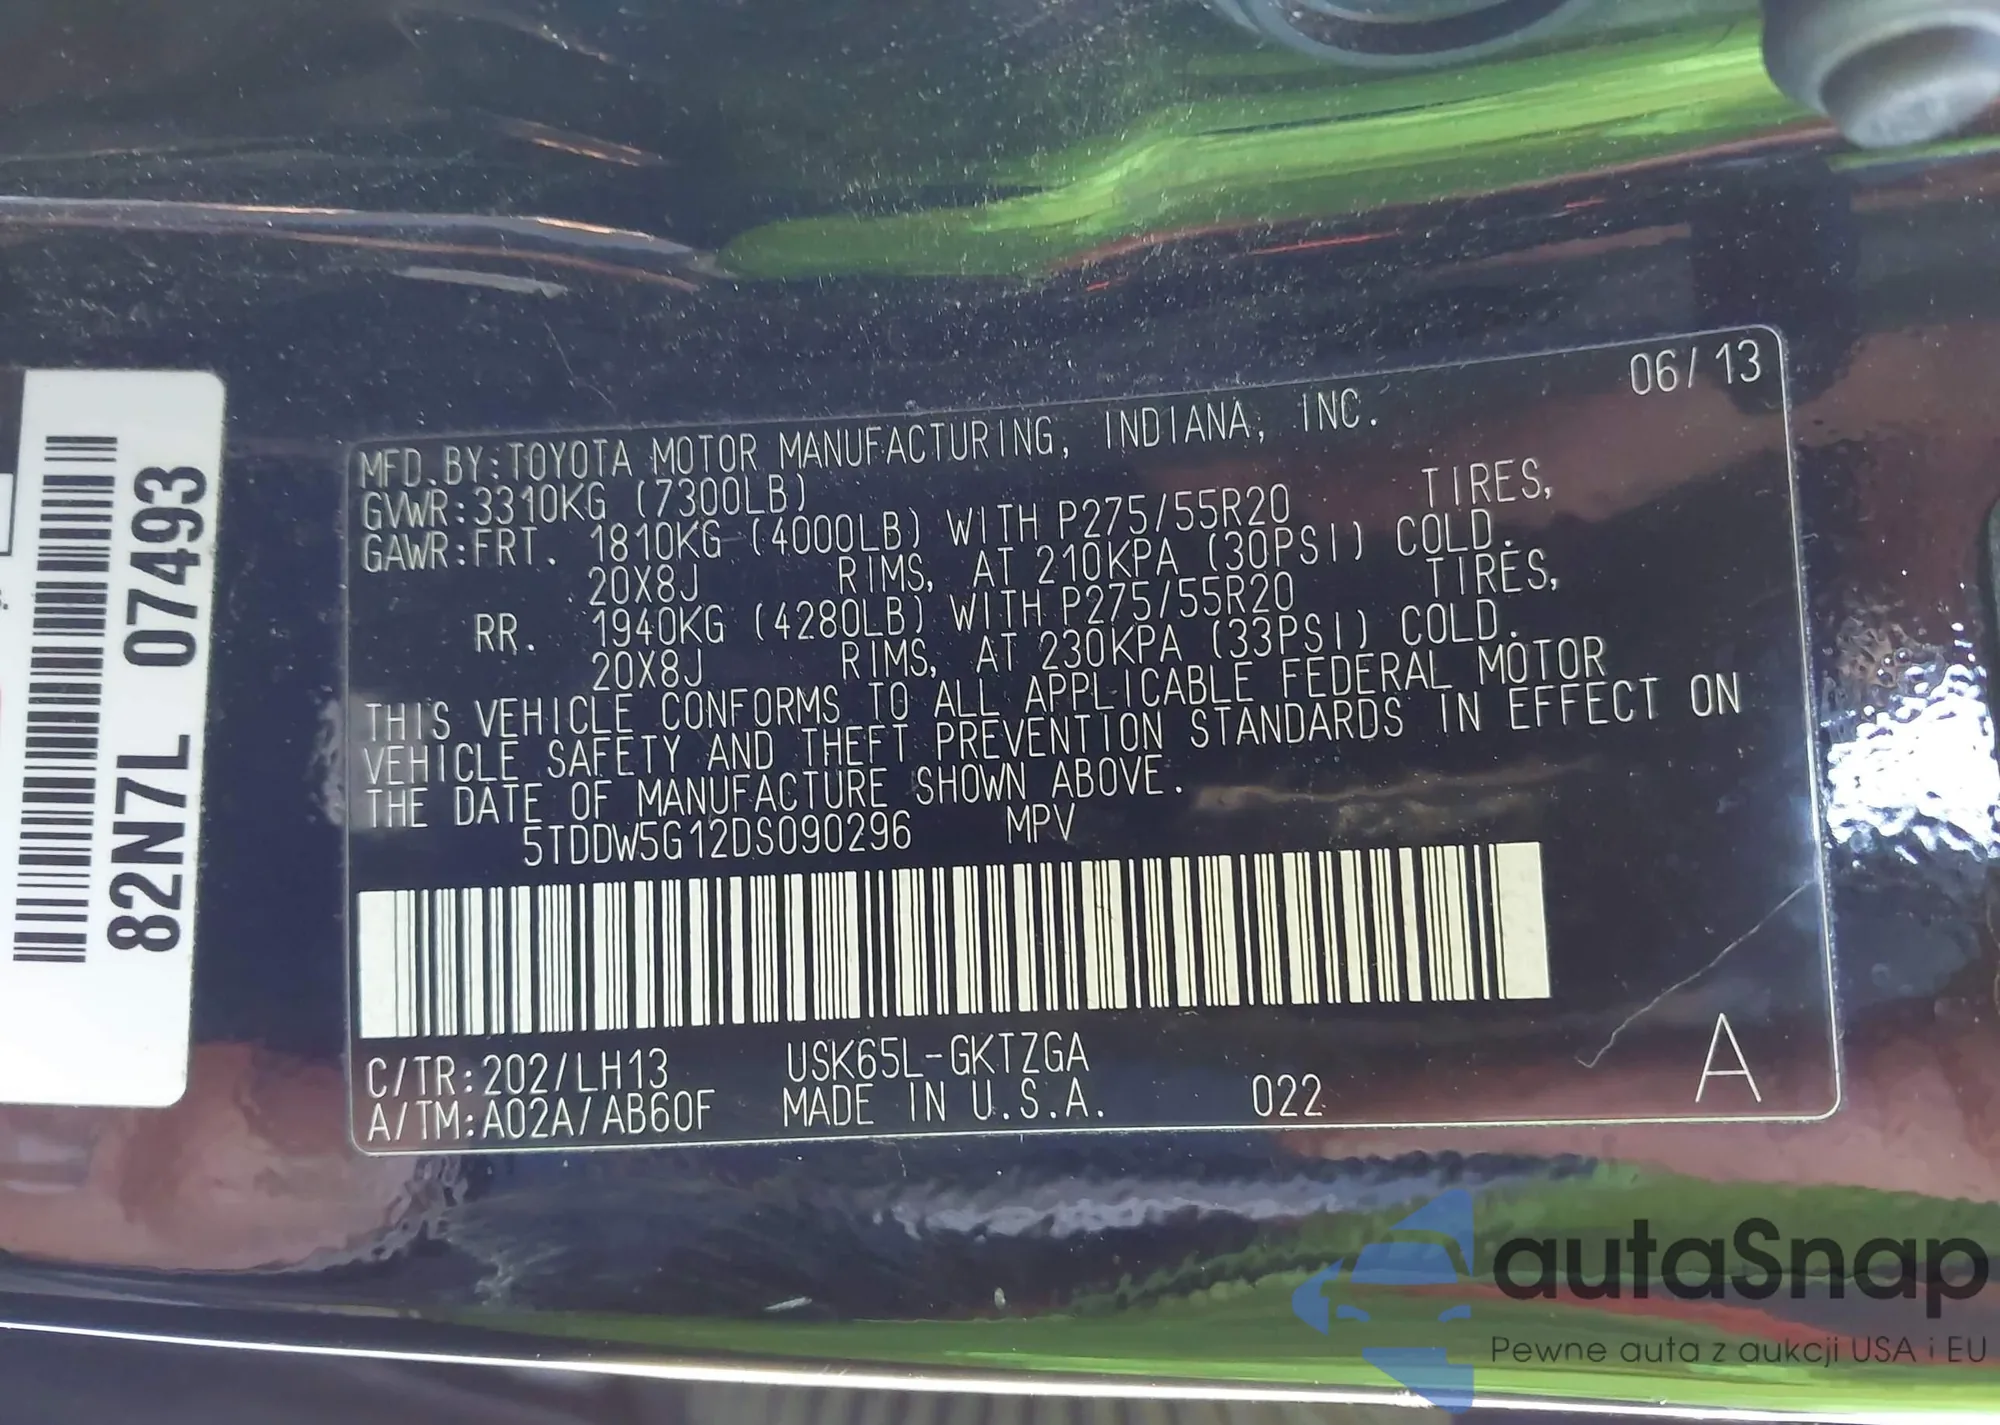 06/13
MFD.BY:TOYOTA MOTOR MANUFACTURING, INDIANA, INC.
GVWR:3310KG (7300LB)
GAWR:FRT. 1810KG (4000LB) WITH P275/55R20 TIRES,
20X8J RIMS, AT 210KPA (30PSI) COLD.
RR. 1940KG (4280LB) WITH P275/55R20 TIRES,
20X8J RIMS, AT 230KPA (33PSI) COLD.
THIS VEHICLE CONFORMS TO ALL APPLICABLE FEDERAL MOTOR
VEHICLE SAFETY AND THEFT PREVENTION STANDARDS IN EFFECT ON
THE DATE OF MANUFACTURE SHOWN ABOVE.
5TDDW5G12DS090296 MPV
C/TR:202/LH13 USK65L-GKTZGA
A/TM:A02A/AB60F MADE IN U.S.A. 022 A
82N7L 07493
autaSnap
Pewne auta z aukcji USA i EU